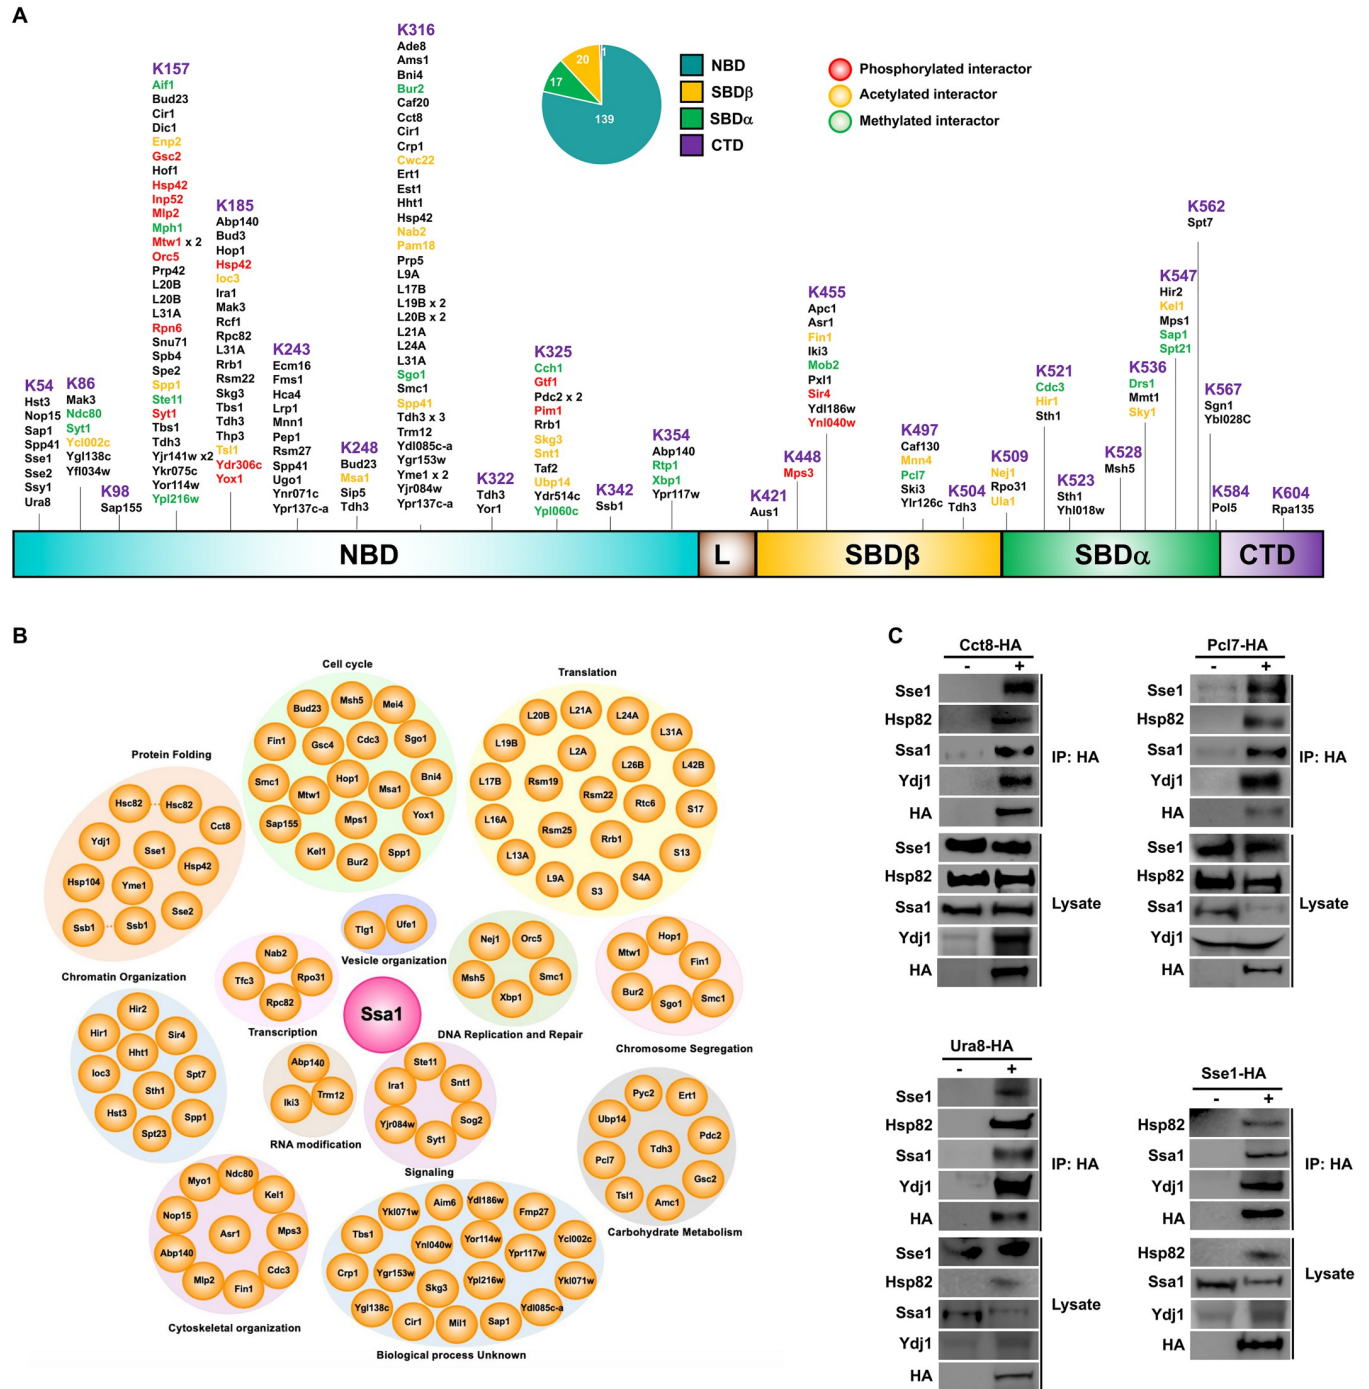 A
K54
Hst3
Nop15
Sap1
Spp41
Sse1
Sse2
Ssy1
Ura8
K86
Mak3
Ndc80
Syt1
Ycl002c
Ygl138c
Yfl034w
K98
Sap155
K157
Aif1
Bud23
Cir1
Dic1
Enp2
Gsc2
Hof1
Hsp42
Inp52
Mlp2
Mph1
Mtw1 x 2
Orc5
Prp42
L20B
L20B
L31A
Rpn6
Snu71
Spb4
Spe2
Spp1
Ste11
Syt1
Tbs1
Tdh3
Yjr141w x2
Ykr075c
Yor114w
Ypl216w
K185
Abp140
Bud3
Hop1
Hsp42
Ioc3
Ira1
Mak3
Rcf1
Rpc82
L31A
Rrb1
Rsm22
Skg3
Tbs1
Tdh3
Thp3
Tsl1
Ydr306c
Yox1
K243
Ecm16
Fms1
Hca4
Lrp1
Mnn1
Pep1
Rsm27
Spp41
Ugo1
Ynr071c
Ypr137c-a
K248
Bud23
Msa1
Sip5
Tdh3
K316
Ade8
Ams1
Bni4
Bur2
Caf20
Cct8
Cir1
Crp1
Cwc22
Ert1
Est1
Hht1
Hsp42
Nab2
Pam18
Prp5
L9A
L17B
L19B x 2
L20B x 2
L21A
L24A
L31A
Sgo1
Smc1
Spp41
Tdh3 x 3
Trm12
Ydl085c-a
Ygr153w
Yme1 x 2
Yjr084w
Ypr137c-a
K322
Tdh3
Yor1
K325
Cch1
Gtf1
Pdc2 x 2
Pim1
Rrb1
Skg3
Snt1
Taf2
Ubp14
Ydr514c
Ypl060c
K342
Ssb1
K354
Abp140
Rtp1
Xbp1
Ypr117w
K421
Aus1
K448
Mps3
K455
Apc1
Asr1
Fin1
Iki3
Mob2
Pxl1
Sir4
Ydl186w
Ynl040w
K497
Caf130
Mnn4
Pcl7
Ski3
Ylr126c
K504
Tdh3
K509
Nej1
Rpo31
Ula1
K521
Cdc3
Hir1
Sth1
K523
Sth1
Yhl018w
K528
Msh5
K536
Drs1
Mmt1
Sky1
K547
Hir2
Kel1
Mps1
Sap1
Spt21
K562
Spt7
K567
Sgn1
Ybl028C
K584
Pol5
K604
Rpa135
1
20
17
139
NBD
SBDβ
SBDα
CTD
Phosphorylated interactor
Acetylated interactor
Methylated interactor
NBD
L
SBDβ
SBDα
CTD
B
Protein Folding
Hsc82
Hsc82
Cct8
Ydj1
Sse1
Hsp42
Hsp104
Yme1
Sse2
Ssb1
Ssb1
Cell cycle
Bud23
Msh5
Mei4
Fin1
Gsc4
Cdc3
Sgo1
Smc1
Mtw1
Hop1
Msa1
Bni4
Sap155
Mps1
Yox1
Kel1
Bur2
Spp1
Translation
L20B
L21A
L24A
L31A
L19B
L2A
L26B
L42B
L17B
Rsm19
Rsm22
Rtc6
S17
L16A
Rsm25
Rrb1
S13
L13A
L9A
S3
S4A
Vesicle organization
Tlg1
Ufe1
Chromatin Organization
Hir2
Hir1
Sir4
Hht1
Ioc3
Spt7
Sth1
Hst3
Spp1
Spt23
Transcription
Nab2
Tfc3
Rpo31
Rpc82
Ssa1
DNA Replication and Repair
Nej1
Orc5
Msh5
Smc1
Xbp1
Chromosome Segregation
Hop1
Mtw1
Fin1
Bur2
Sgo1
Smc1
RNA modification
Abp140
Iki3
Trm12
Signaling
Ste11
Ira1
Snt1
Yjr084w
Sog2
Syt1
Carbohydrate Metabolism
Pyc2
Ert1
Ubp14
Pdc2
Tdh3
Pcl7
Gsc2
Tsl1
Amc1
Cytoskeletal organization
Myo1
Ndc80
Kel1
Nop15
Asr1
Mps3
Abp140
Cdc3
Mlp2
Fin1
Biological process Unknown
Ykl071w
Aim6
Ydl186w
Fmp27
Tbs1
Ynl040w
Yor114w
Ypr117w
Ycl002c
Crp1
Ygr153w
Skg3
Ypl216w
Ykl071w
Ygl138c
Cir1
Mil1
Sap1
Ydl085c-a
C
Cct8-HA
- +
Sse1
Hsp82
Ssa1
Ydj1
HA
IP: HA
Sse1
Hsp82
Ssa1
Ydj1
HA
Lysate
Pcl7-HA
- +
Sse1
Hsp82
Ssa1
Ydj1
HA
IP: HA
Sse1
Hsp82
Ssa1
Ydj1
HA
Lysate
Ura8-HA
- +
Sse1
Hsp82
Ssa1
Ydj1
HA
IP: HA
Sse1
Hsp82
Ssa1
Ydj1
HA
Lysate
Sse1-HA
- +
Hsp82
Ssa1
Ydj1
HA
IP: HA
Hsp82
Ssa1
Ydj1
HA
Lysate